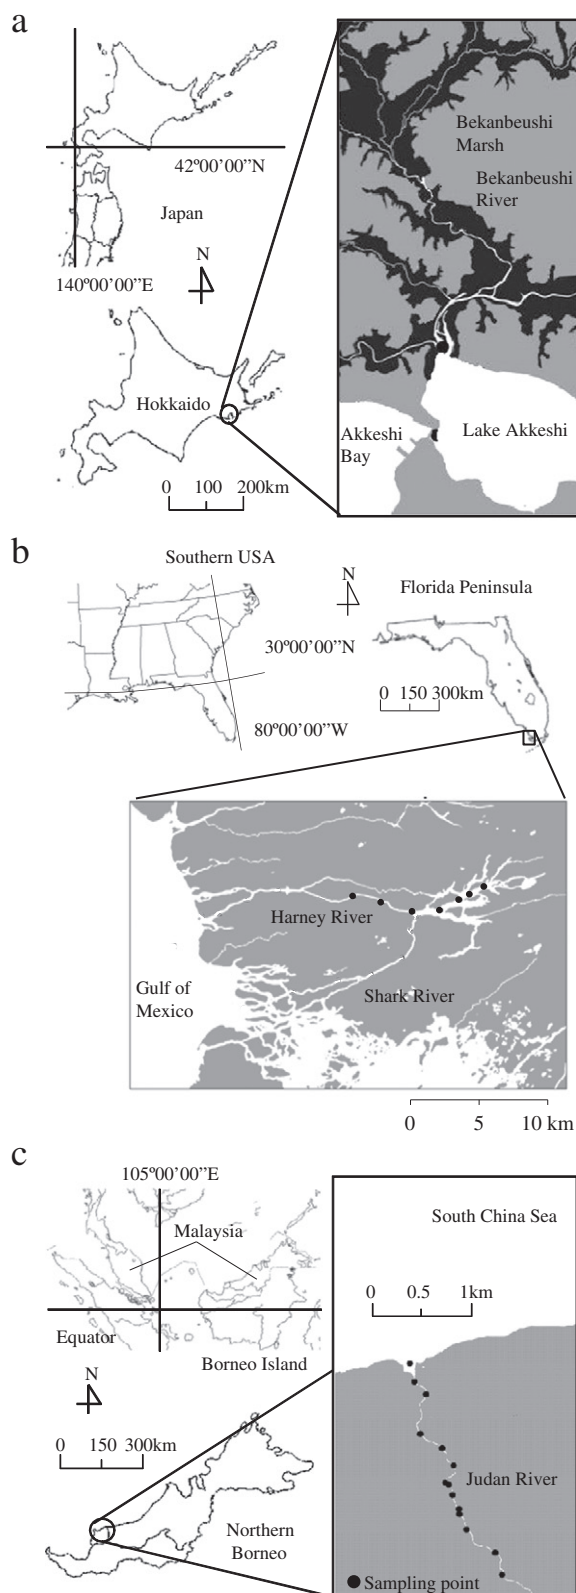 a
42º00'00"N
Japan
N
140º00'00"E
Hokkaido
0 100 200km
Bekanbeushi
Marsh
Bekanbeushi
River
Akkeshi
Bay
Lake Akkeshi
b
Southern USA
N
Florida Peninsula
30º00'00"N
0 150 300km
80º00'00"W
Harney River
Gulf of
Mexico
Shark River
0 5 10 km
c
105º00'00"E
Malaysia
Equator
Borneo Island
N
0 150 300km
Northern
Borneo
South China Sea
0 0.5 1km
Judan River
Sampling point